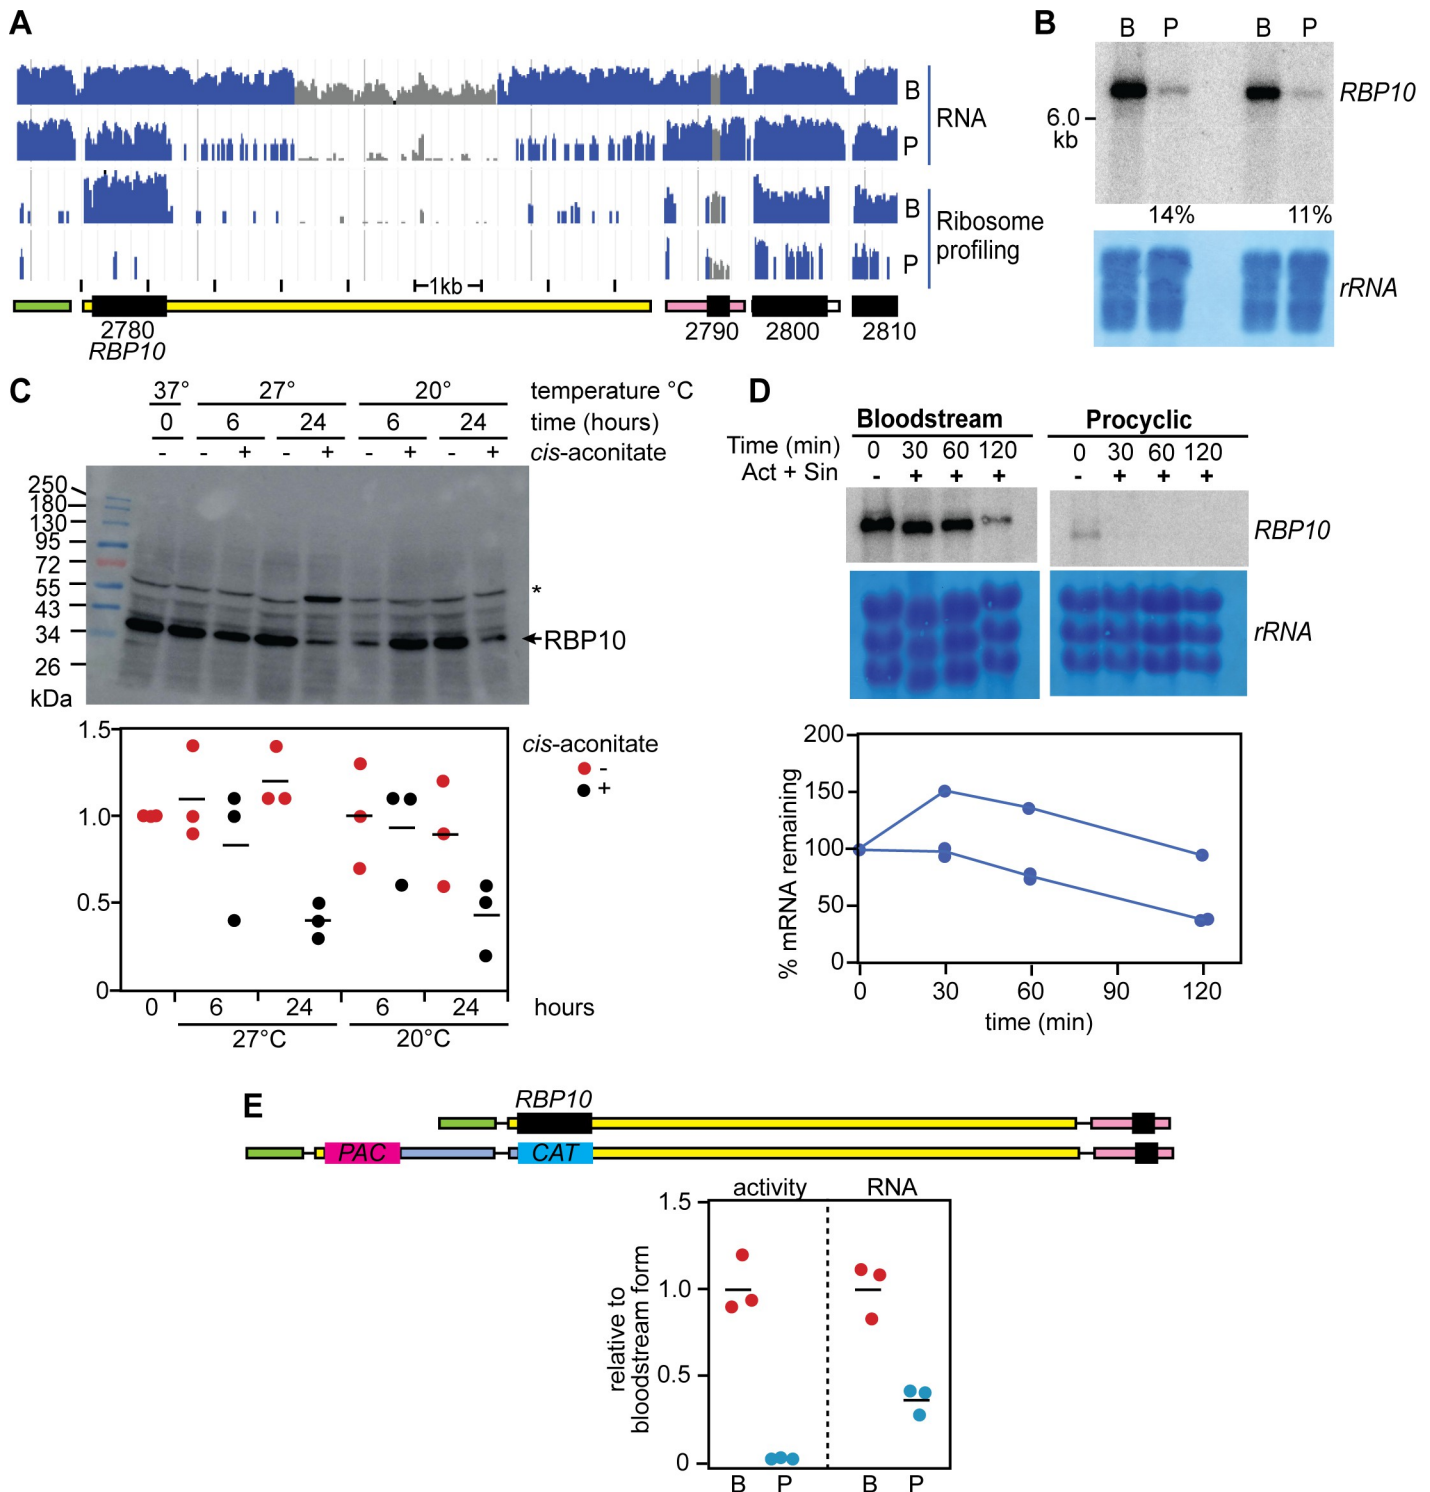 A
B
RNA
P
B
Ribosome
profiling
P
1kb
2780
2790
2800
2810
RBP10
B
B P B P
RBP10
6.0
kb
14% 11%
rRNA
C
37° 27° 20° temperature °C
0 6 24 6 24 time (hours)
- - + - + - + - + cis-aconitate
250
180
130
95
72
55
43
34
26
kDa
*
RBP10
1.5
1.0
0.5
0
cis-aconitate
-
+
0 6 24 6 24 hours
27°C 20°C
D
Bloodstream Procyclic
Time (min) 0 30 60 120 0 30 60 120
Act + Sin - + + + - + + +
RBP10
rRNA
200
150
100
50
0
% mRNA remaining
0 30 60 90 120
time (min)
E
RBP10
PAC CAT
activity RNA
1.5
1.0
0.5
0
relative to
bloodstream form
B P B P